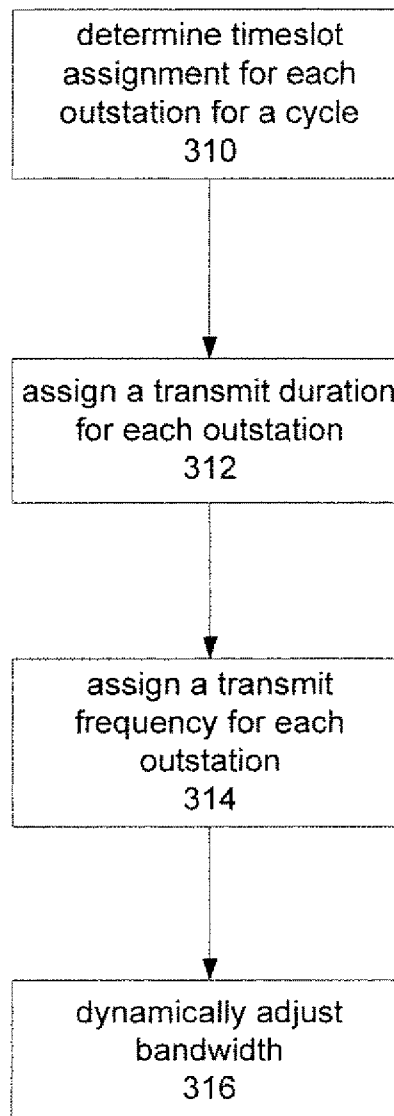 determine timeslot
assignment for each
outstation for a cycle
310
assign a transmit duration
for each outstation
312
assign a transmit
frequency for each
outstation
314
dynamically adjust
bandwidth
316